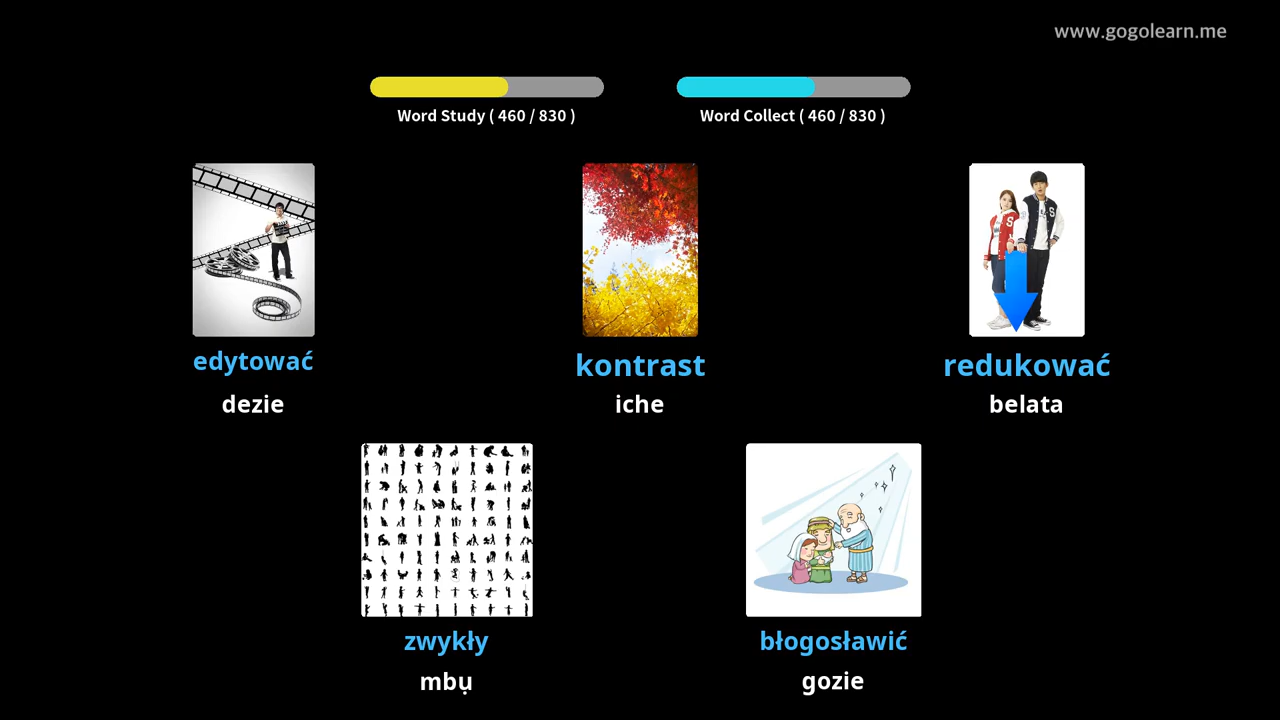 www.gogolearn.me
Word Study ( 460 / 830 )
Word Collect ( 460 / 830 )
edytować
dezie
kontrast
iche
redukować
belata
zwykły
mbụ
błogosławić
gozie